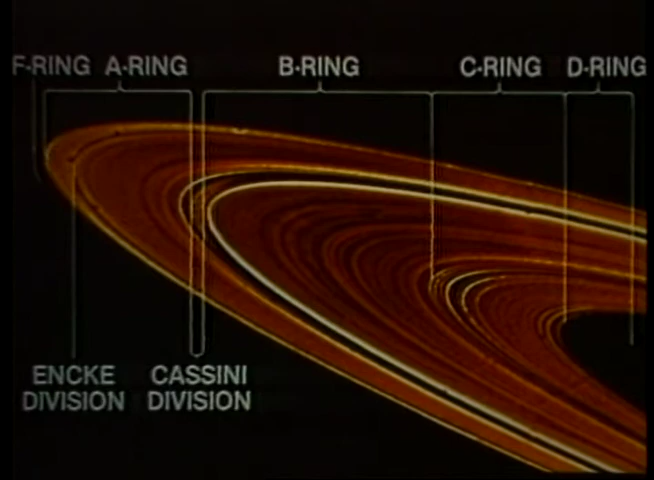 F-RING A-RING B-RING C-RING D-RING
ENCKE DIVISION
CASSINI DIVISION